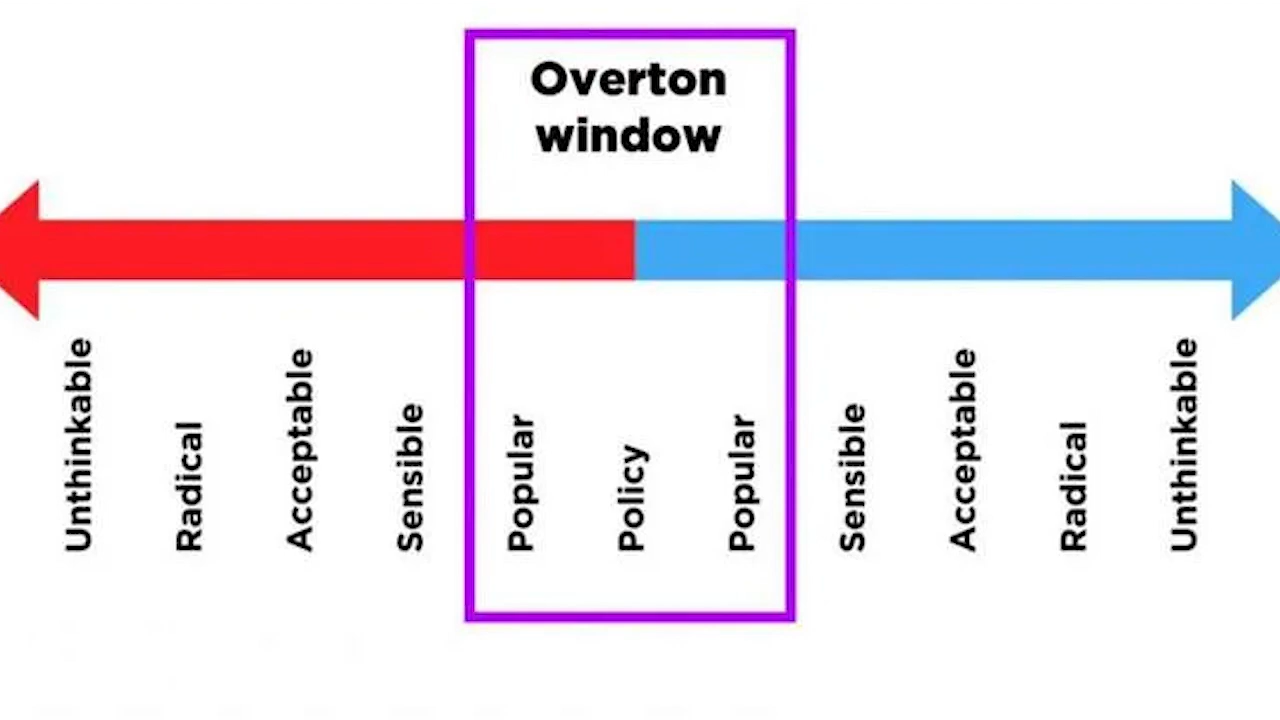 Overton
window
Unthinkable
Radical
Acceptable
Sensible
Popular
Policy
Popular
Sensible
Acceptable
Radical
Unthinkable